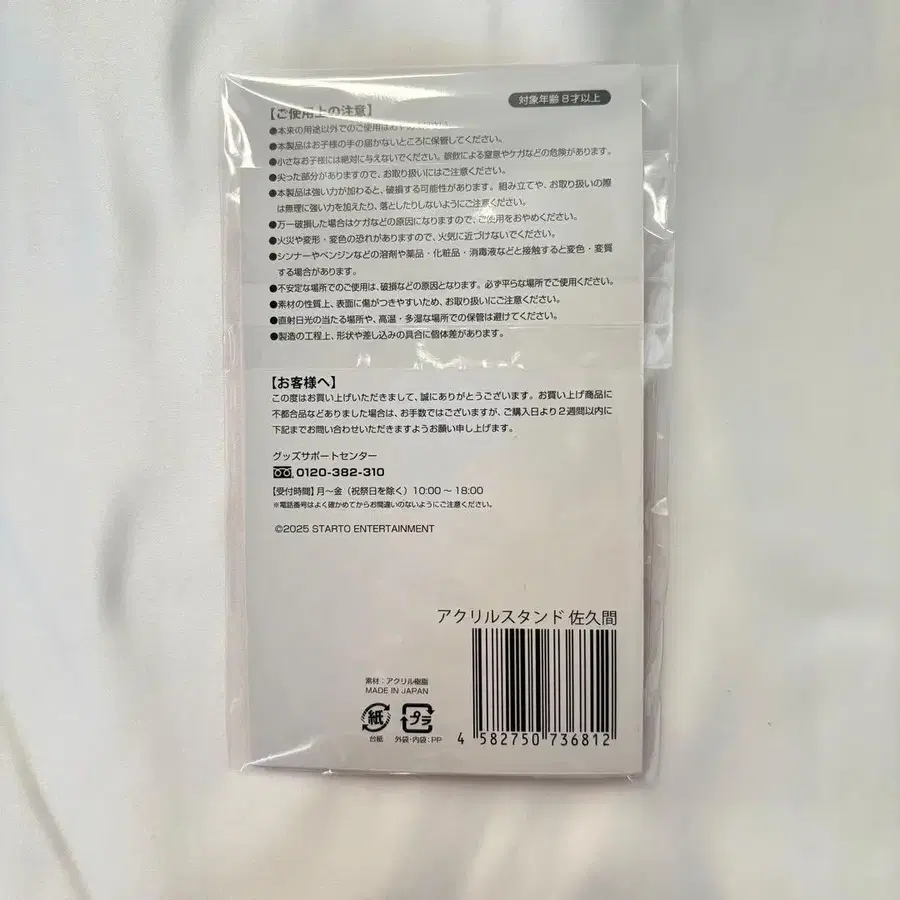 対象年齢8才以上
【ご使用上の注意】
●本来の用途以外でのご使用はおやめ
●本製品はお子様の手の届かないところに保管してください。
●小さなお子様には絶対に与えないでください。誤飲による窒息やケガなどの危険があります。
●尖った部分がありますので、お取り扱いにはご注意ください。
●本製品は強い力が加わると、破損する可能性があります。組み立てや、お取り扱いの際
は無理に強い力を加えたり、落としたりしないようにご注意ください。
●万一破損した場合はケガなどの原因になりますので、ご使用をおやめください。
●火災や変形・変色の恐れがありますので、火気に近づけないでください。
●シンナーやベンジンなどの溶剤や薬品・化粧品・消毒液などと接触すると変色・変質
する場合があります。
●不安定な場所でのご使用は、破損などの原因となります。必ず平らな場所でご使用ください。
●素材の性質上、表面に傷がつきやすいため、お取り扱いにご注意ください。
●直射日光の当たる場所や、高温・多湿な場所での保管は避けてください。
●製造の工程上、形状や差し込みの具合に個体差があります。
【お客様へ】
この度はお買い上げいただきまして、誠にありがとうございます。お買い上げ商品に
不都合品などありました場合は、お手数ではございますが、ご購入日より2週間以内に
下記までお問い合わせいただきますようお願い申し上げます。
グッズサポートセンター
0120-382-310
【受付時間】月～金（祝祭日を除く）10:00～18:00
※電話番号はよく確かめてからお間違いのないようにご注意ください。
©2025 STARTO ENTERTAINMENT
アクリルスタンド 佐久間
素材：アクリル樹脂
MADE IN JAPAN
紙
プラ
台紙
外袋・内袋：PP
4 582750 736812